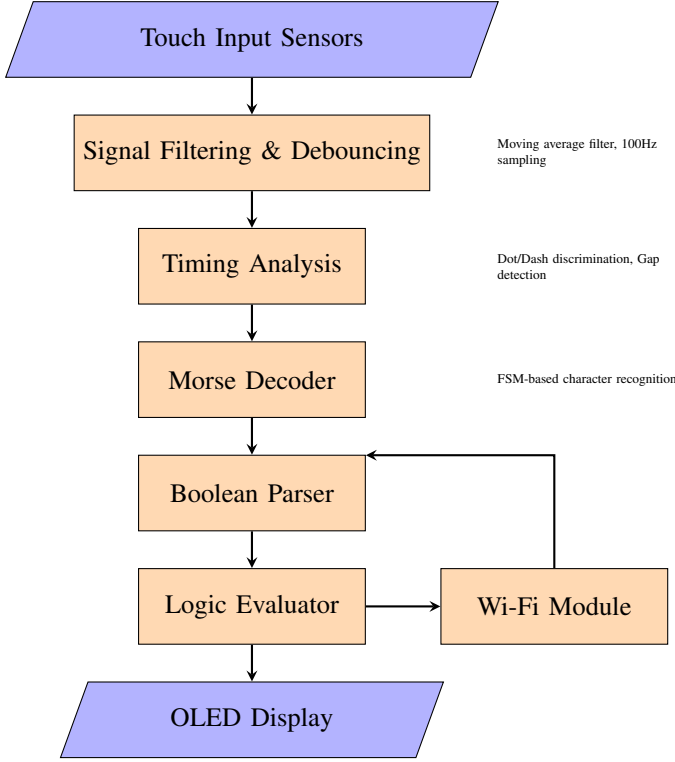 Touch Input Sensors
Signal Filtering & Debouncing
Moving average filter, 100Hz
sampling
Timing Analysis
Dot/Dash discrimination, Gap
detection
Morse Decoder
FSM-based character recognition
Boolean Parser
Logic Evaluator
Wi-Fi Module
OLED Display